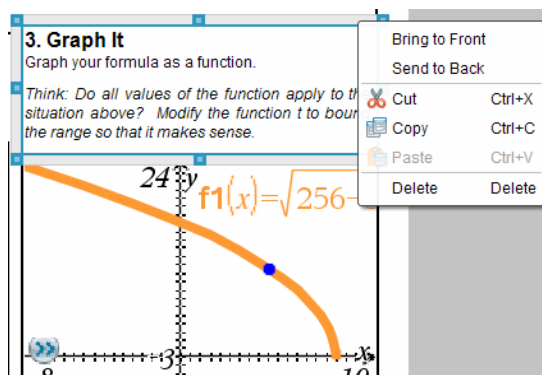 3. Graph It
Graph your formula as a function.
Think: Do all values of the function apply to
situation above? Modify the function t to
the range so that it makes sense.
Bring to Front
Send to Back
Cut Ctrl+X
Copy Ctrl+C
Paste Ctrl+V
Delete Delete
24 y
f1(x)=√256-
x
-8 -3 10